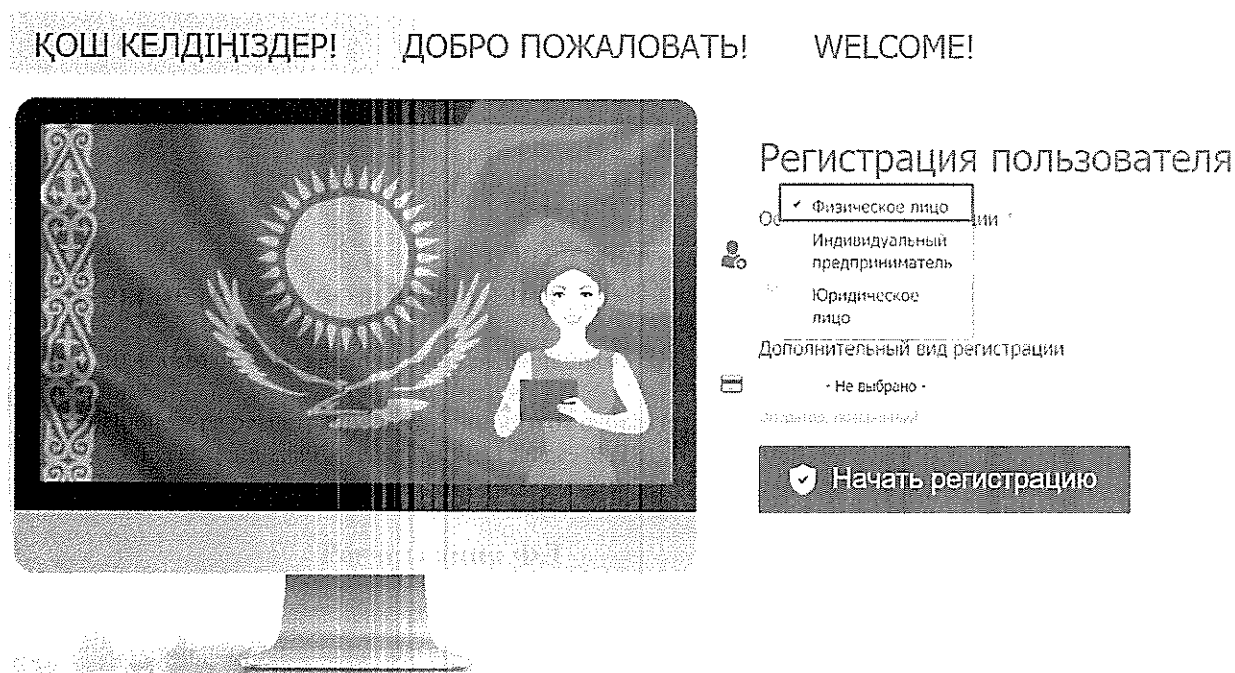 ҚОШ КЕЛДІҢІЗДЕР! ДОБРО ПОЖАЛОВАТЬ! WELCOME!
Регистрация пользователя
✓ Физическое лицо
Индивидуальный
предприниматель
Юридическое
лицо
Дополнительный вид регистрации
- Не выбрано -
Начать регистрацию